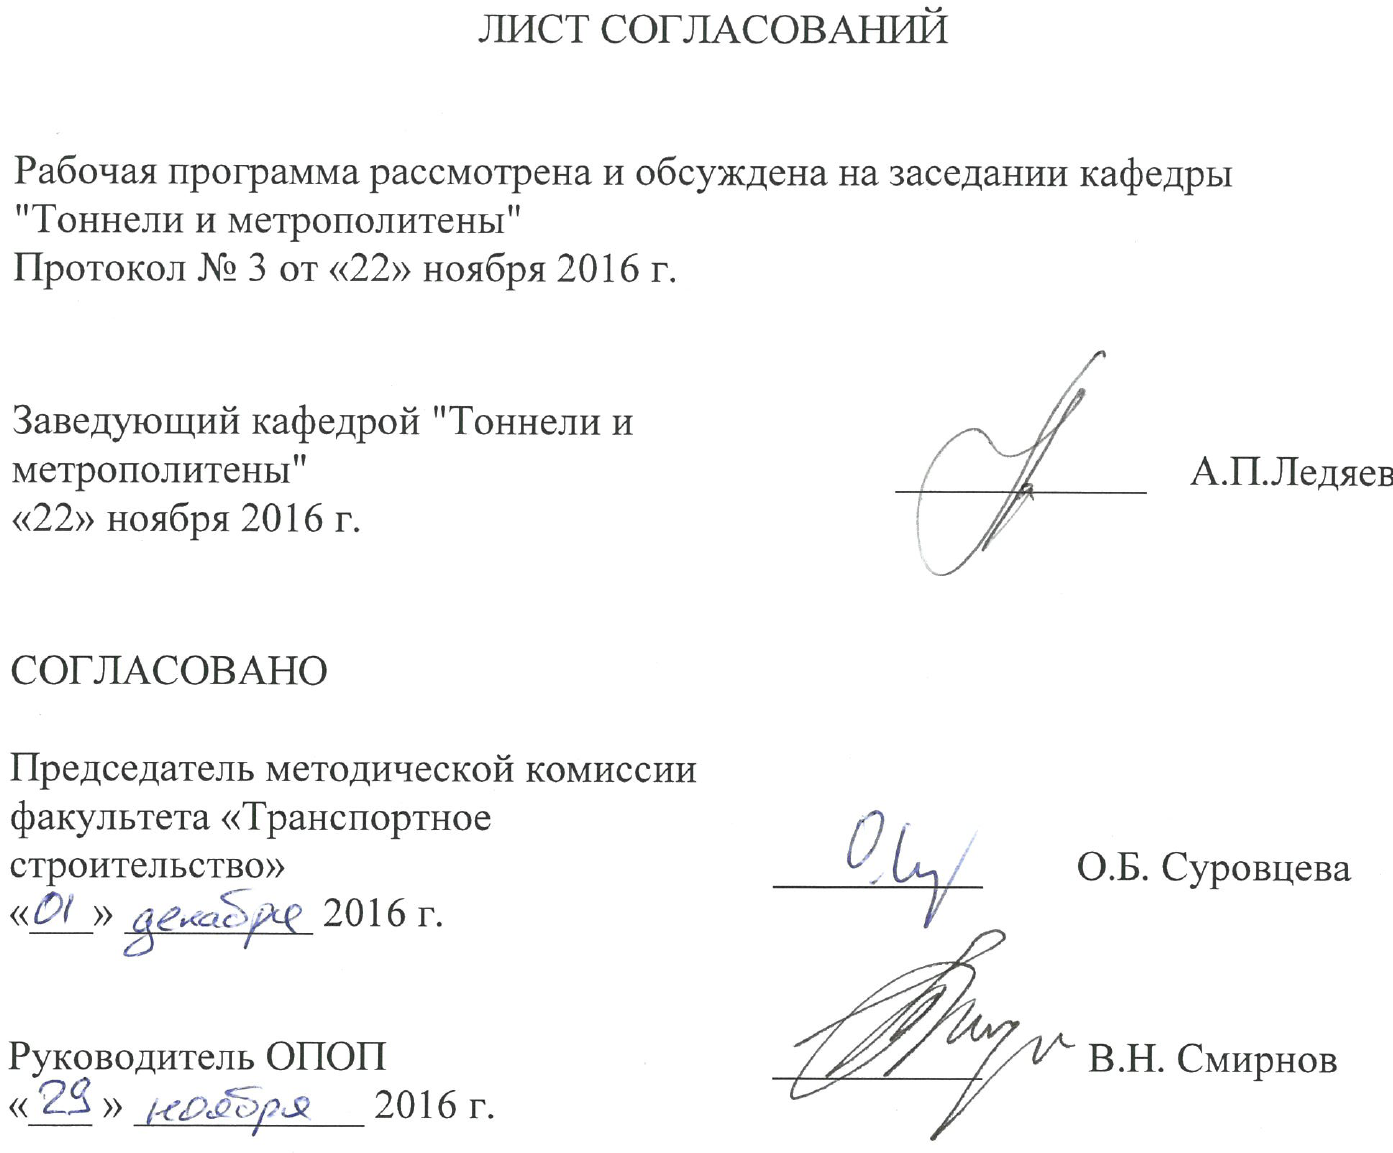 ЛИСТ СОГЛАСОВАНИЙ
Рабочая программа рассмотрена и обсуждена на заседании кафедры
"Тоннели и метрополитены"
Протокол № 3 от «22» ноября 2016 г.
Заведующий кафедрой "Тоннели и
метрополитены"
А.П.Ледяев
«22» ноября 2016 г.
СОГЛАСОВАНО
Председатель методической комиссии
факультета «Транспортное
строительство»
О.Б. Суровцева
«01» декабря 2016 г.
Руководитель ОПОП
В.Н. Смирнов
«29» ноября 2016 г.